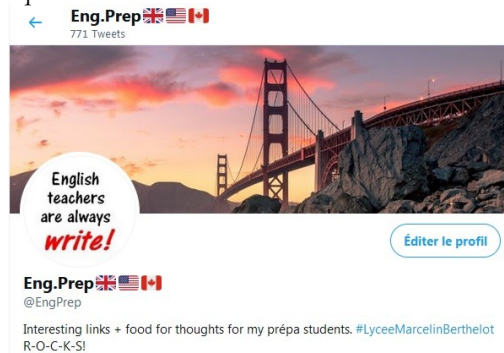 Eng.Prep🇬🇧🇺🇸🇨🇦
771 Tweets
English
teachers
are always
write!
Éditer le profil
Eng.Prep🇬🇧🇺🇸🇨🇦
@EngPrep
Interesting links + food for thoughts for my prépa students. #LyceeMarcelinBerthelot
R-O-C-K-S!